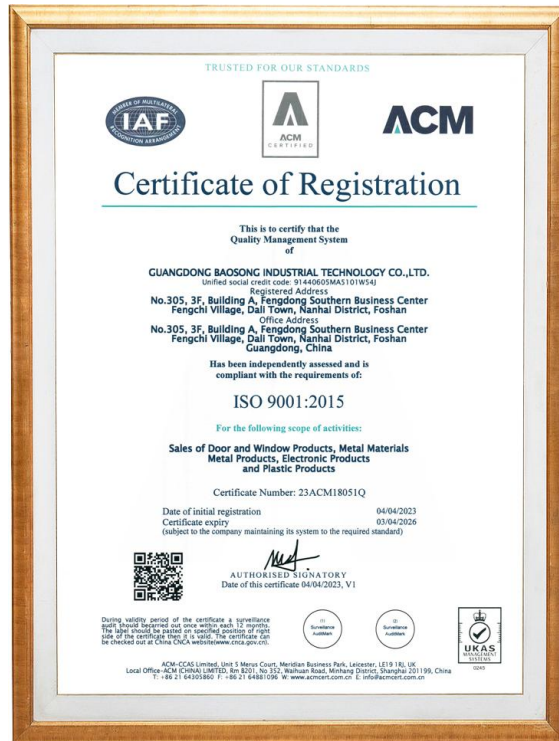 TRUSTED FOR OUR STANDARDS
MEMBER OF MULTILATERAL
IAF
RECOGNITION ARRANGEMENT
ACM
CERTIFIED
ACM
Certificate of Registration
This is to certify that the
Quality Management System
of
GUANGDONG BAOSONG INDUSTRIAL TECHNOLOGY CO.,LTD.
Unified social credit code: 91440605MA5101W54J
Registered Address
No.305, 3F, Building A, Fengdong Southern Business Center
Fengchi Village, Dali Town, Nanhai District, Foshan
Office Address
No.305, 3F, Building A, Fengdong Southern Business Center
Fengchi Village, Dali Town, Nanhai District, Foshan
Guangdong, China
Has been independently assessed and is
compliant with the requirements of:
ISO 9001:2015
For the following scope of activities:
Sales of Door and Window Products, Metal Materials
Metal Products, Electronic Products
and Plastic Products
Certificate Number: 23ACM18051Q
Date of initial registration 04/04/2023
Certificate expiry 03/04/2026
(subject to the company maintaining its system to the required standard)
AUTHORISED SIGNATORY
Date of this certificate 04/04/2023, V1
During validity period of the certificate a surveillance
audit should becarried out once within each 12 months.
The label should be pasted on specified position of right
side of the certificate then it is valid. The certificate can
be checked out at China CNCA website(www.cnca.gov.cn).
(1)
Surveillance
AuditMark
(2)
Surveillance
AuditMark
UKAS
MANAGEMENT
SYSTEMS
0245
ACM-CCAS Limited, Unit 5 Merus Court, Meridian Business Park, Leicester, LE19 1RJ, UK
Local Office-ACM (CHINA) LIMITED, Rm 8201, No 352, Waihuan Road, Minhang District, Shanghai 201199, China
T: +86 21 64305860 F: +86 21 64881096 W: www.acmcert.com.cn E: info@acmcert.com.cn